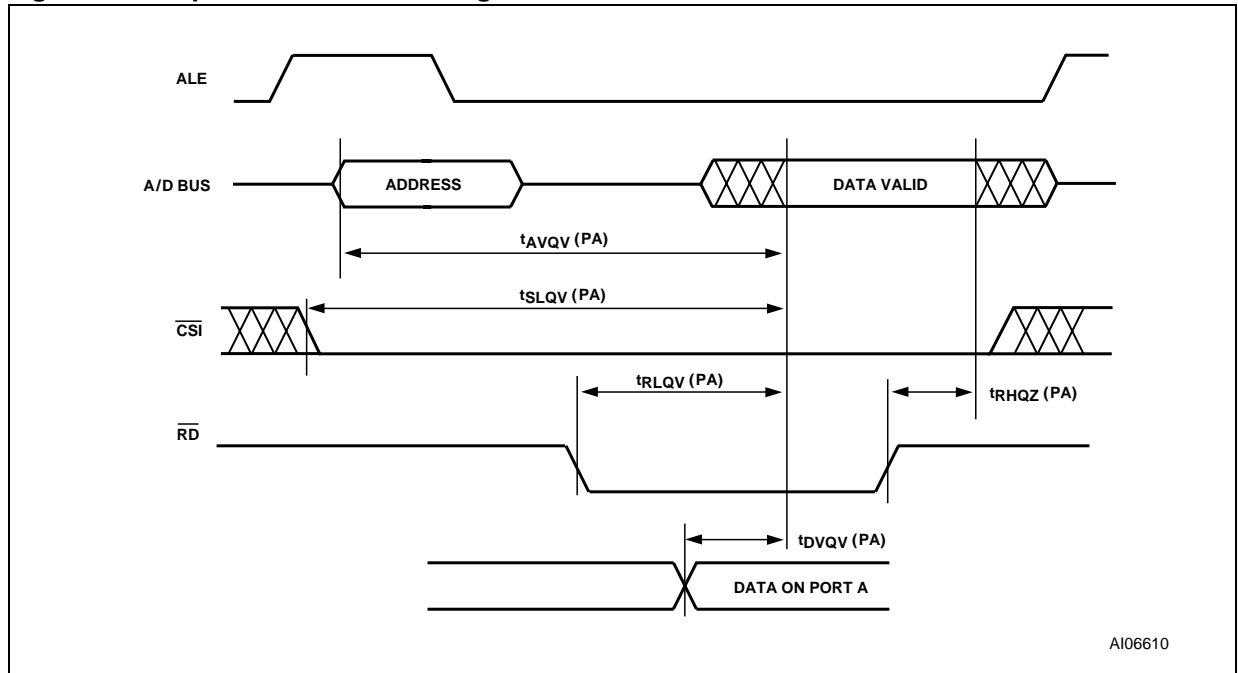 ALE
A/D BUS
ADDRESS
DATA VALID
tAVQV (PA)
tSLQV (PA)
CSI
tRLQV (PA)
tRHQZ (PA)
RD
tDVQV (PA)
DATA ON PORT A
AI06610